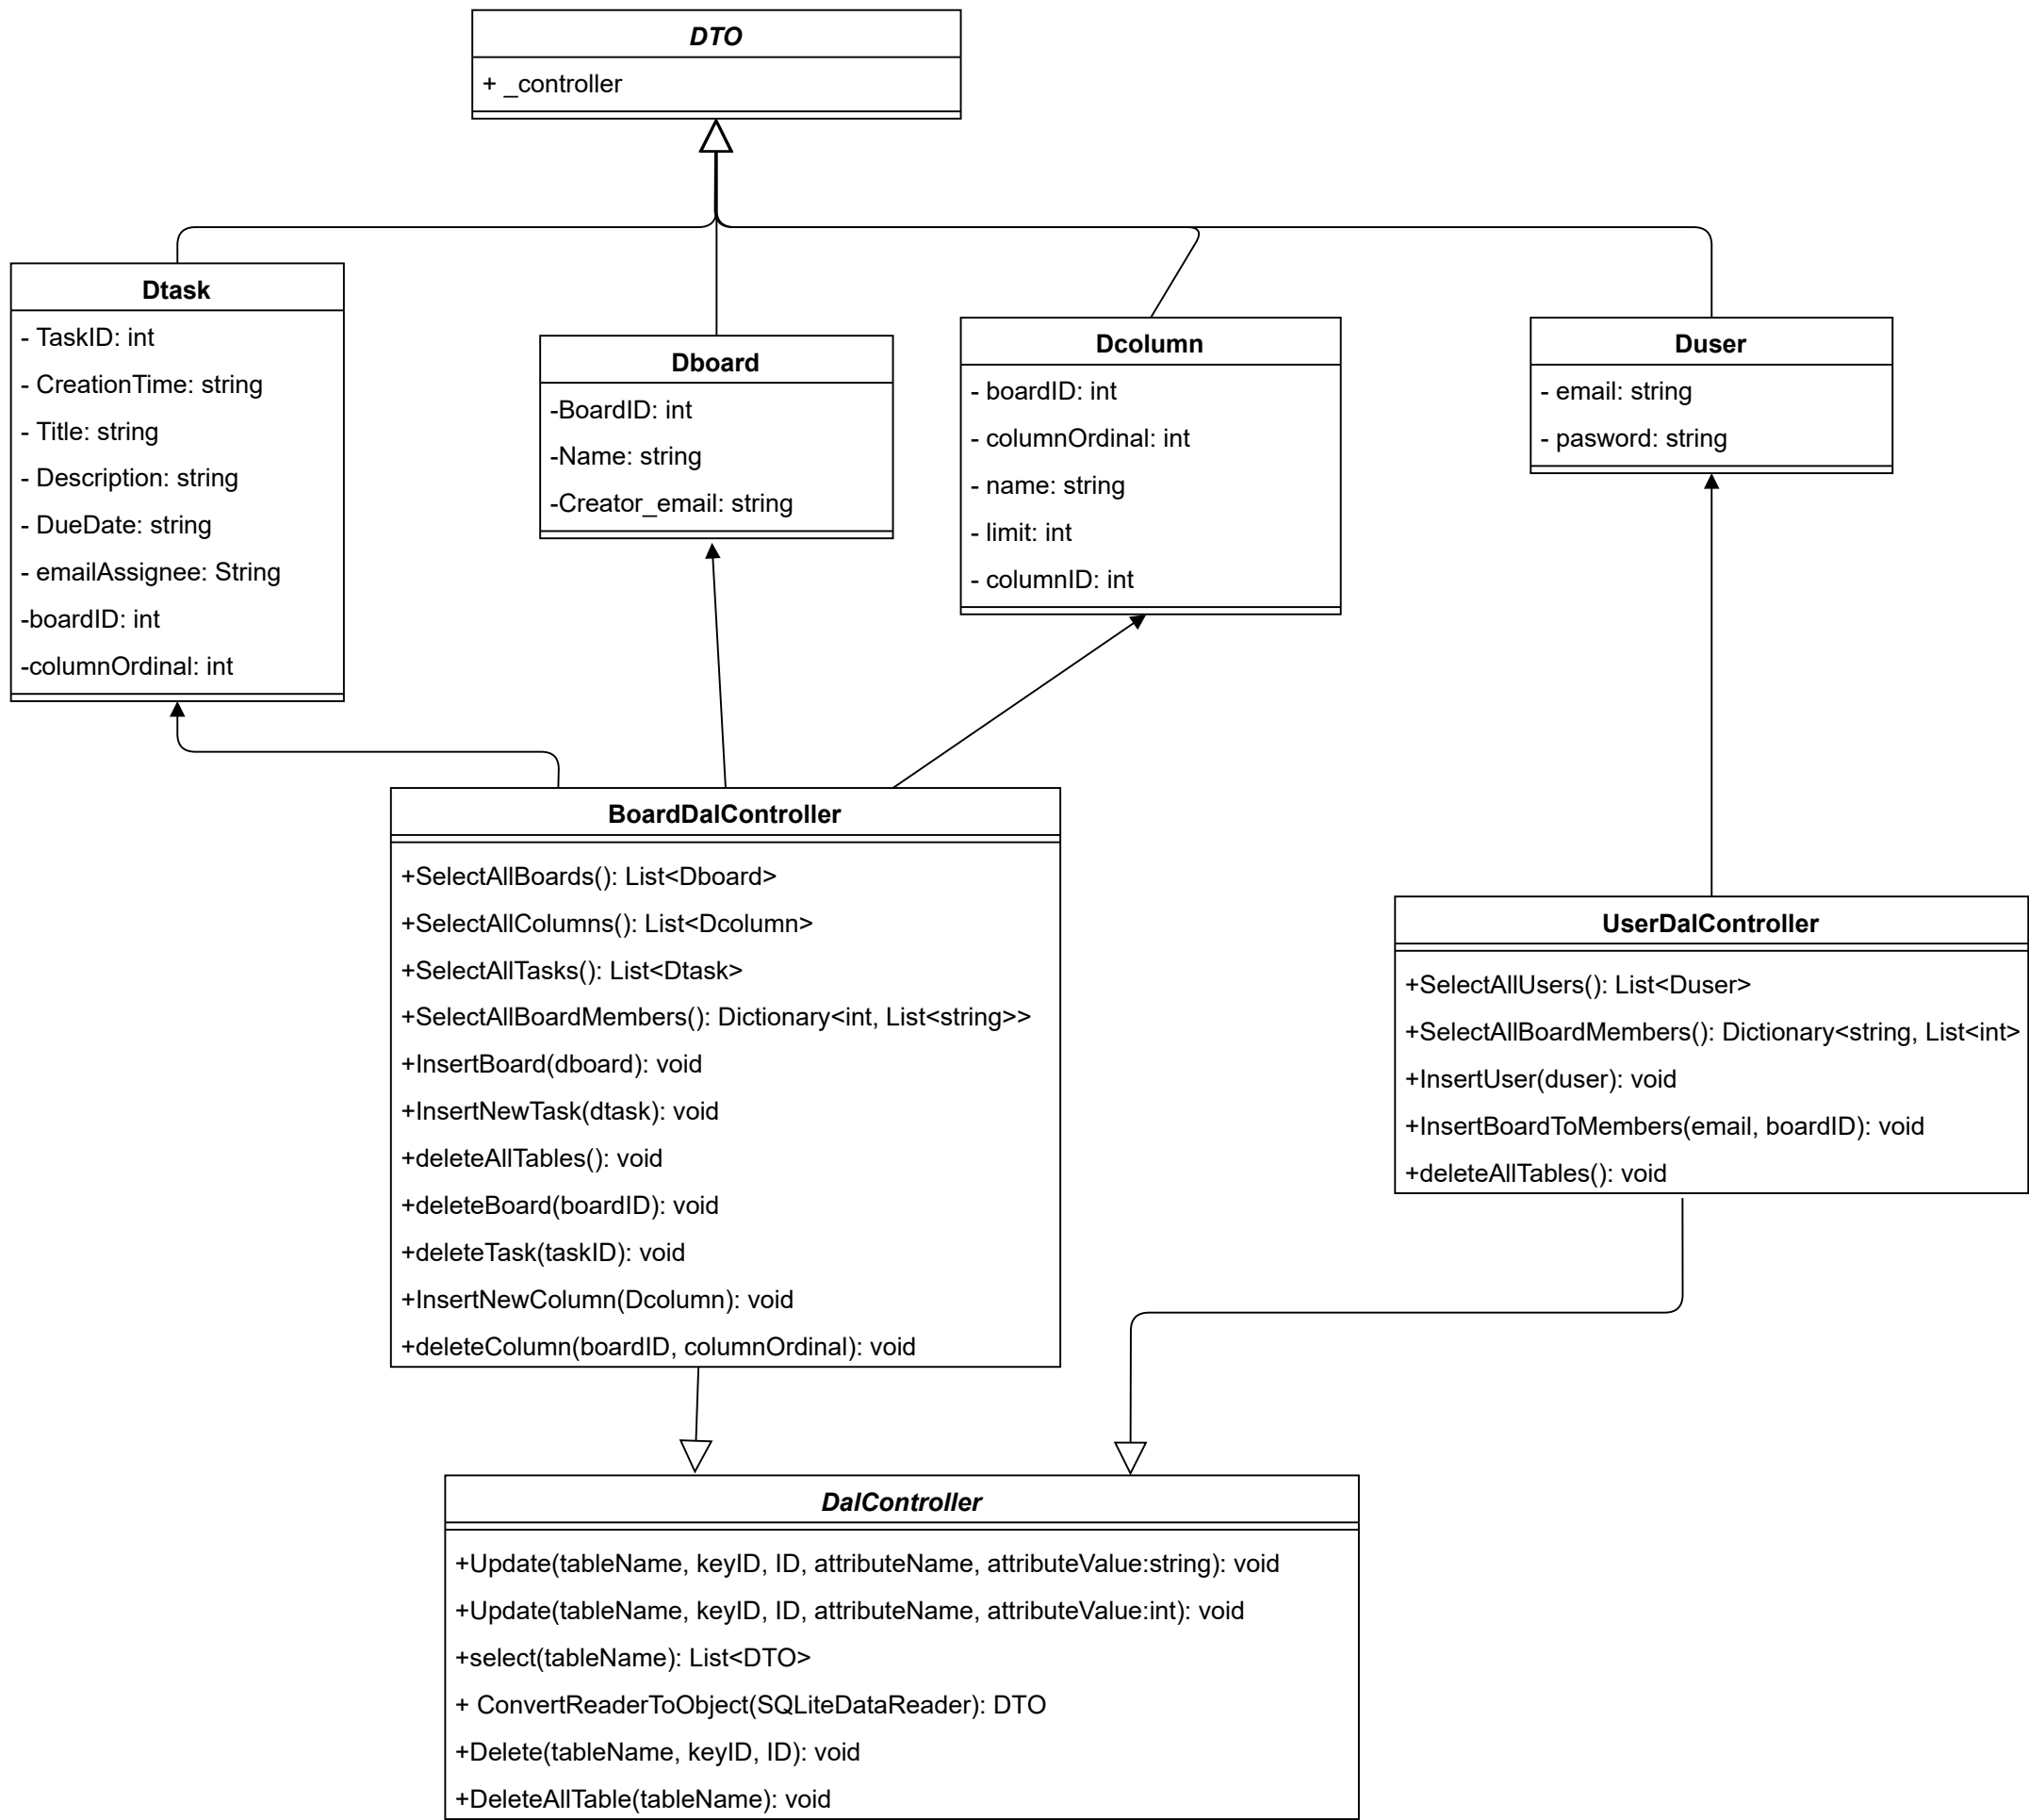 DTO
+ _controller
Dtask
- TaskID: int
- CreationTime: string
- Title: string
- Description: string
- DueDate: string
- emailAssignee: String
-boardID: int
-columnOrdinal: int
Dboard
-BoardID: int
-Name: string
-Creator_email: string
Dcolumn
- boardID: int
- columnOrdinal: int
- name: string
- limit: int
- columnID: int
Duser
- email: string
- pasword: string
BoardDalController
+SelectAllBoards(): List<Dboard>
+SelectAllColumns(): List<Dcolumn>
+SelectAllTasks(): List<Dtask>
+SelectAllBoardMembers(): Dictionary<int, List<string>>
+InsertBoard(dboard): void
+InsertNewTask(dtask): void
+deleteAllTables(): void
+deleteBoard(boardID): void
+deleteTask(taskID): void
+InsertNewColumn(Dcolumn): void
+deleteColumn(boardID, columnOrdinal): void
UserDalController
+SelectAllUsers(): List<Duser>
+SelectAllBoardMembers(): Dictionary<string, List<int>
+InsertUser(duser): void
+InsertBoardToMembers(email, boardID): void
+deleteAllTables(): void
DalController
+Update(tableName, keyID, ID, attributeName, attributeValue:string): void
+Update(tableName, keyID, ID, attributeName, attributeValue:int): void
+select(tableName): List<DTO>
+ ConvertReaderToObject(SQLiteDataReader): DTO
+Delete(tableName, keyID, ID): void
+DeleteAllTable(tableName): void